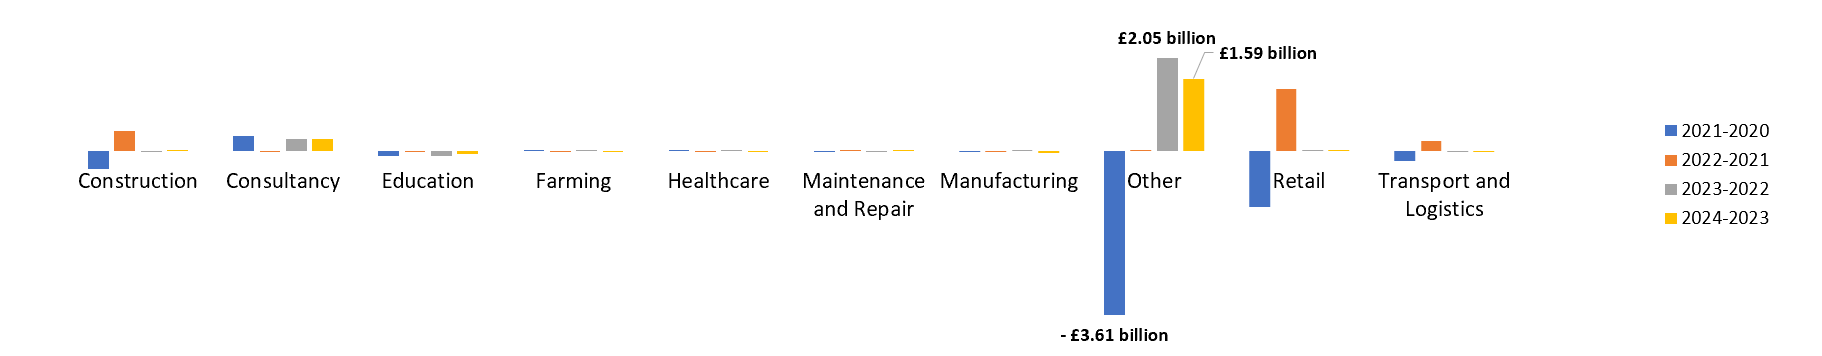 £2.05 billion
£1.59 billion
Construction
Consultancy
Education
Farming
Healthcare
Maintenance
and Repair
Manufacturing
Other
Retail
Transport and
Logistics
- £3.61 billion
2021-2020
2022-2021
2023-2022
2024-2023